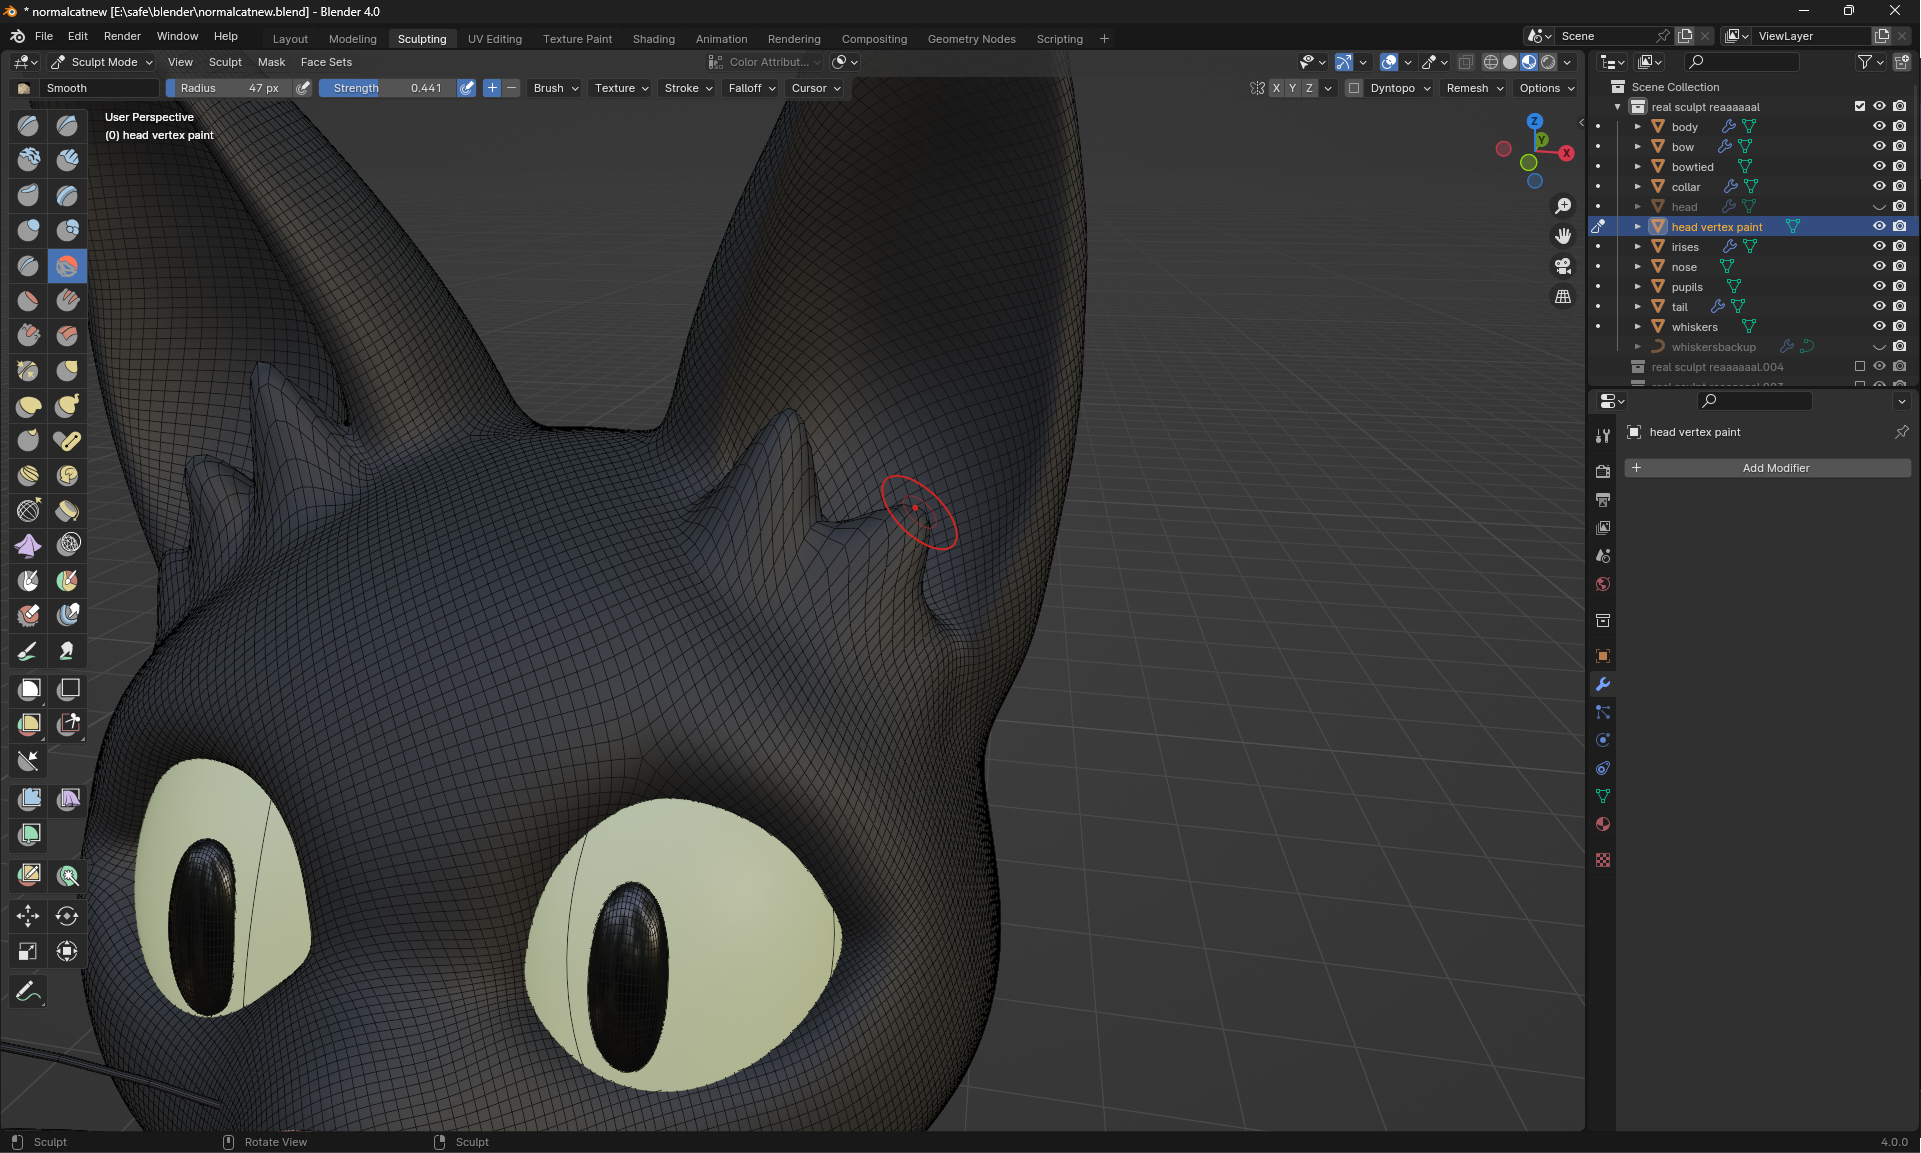 * normalcatnew [E:\safe\blender\normalcatnew.blend] - Blender 4.0
File Edit Render Window Help
Layout Modeling Sculpting UV Editing Texture Paint Shading Animation Rendering Compositing Geometry Nodes Scripting +
Scene
ViewLayer
Sculpt Mode View Sculpt Mask Face Sets
Color Attribut...
Smooth Radius 47 px Strength 0.441 + − Brush Texture Stroke Falloff Cursor
X Y Z Dyntopo Remesh Options
User Perspective
(0) head vertex paint
Z
Y
X
Scene Collection
real sculpt reaaaaaal
body
bow
bowtied
collar
head
head vertex paint
irises
nose
pupils
tail
whiskers
whiskersbackup
real sculpt reaaaaaal.004
head vertex paint
+ Add Modifier
Sculpt Rotate View Sculpt 4.0.0